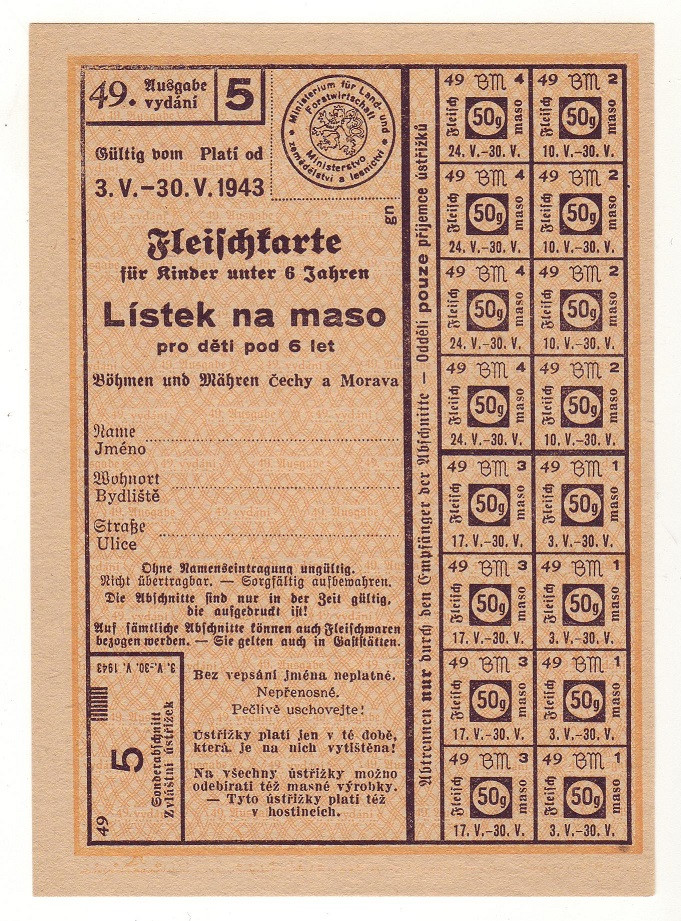 49. Ausgabe
vydání
5
Ministerium für Land- und
Forstwirtschaft
Ministerstvo
zemědělství a lesnictví
Gültig vom Platí od
3. V.–30. V. 1943
gn
Fleischkarte
für Kinder unter 6 Jahren
Lístek na maso
pro děti pod 6 let
Böhmen und Mähren Čechy a Morava
Name
Jméno
Wohnort
Bydliště
Straße
Ulice
Ohne Namenseintragung ungültig.
Nicht übertragbar. — Sorgfältig aufbewahren.
Die Abschnitte sind nur in der Zeit gültig,
die aufgedruckt ist!
Auf sämtliche Abschnitte können auch Fleischwaren
bezogen werden. — Sie gelten auch in Gaststätten.
3. V.–30. V. 1943
5
Sonderabschnitt
Zvláštní ústřižek
49
Bez vepsání jména neplatné.
Nepřenosné.
Pečlivě uschovejte!
Ústřižky platí jen v té době,
která je na nich vytištěna!
Na všechny ústřižky možno
odebírati též masné výrobky.
— Tyto ústřižky platí též
v hostincích.
Abtrennen nur durch den Empfänger der Abschnitte — Oddělí pouze příjemce ústřižků
49 BM 4
Fleisch 50g maso
24. V.-30. V.
49 BM 2
Fleisch 50g maso
10. V.-30. V.
49 BM 4
Fleisch 50g maso
24. V.-30. V.
49 BM 2
Fleisch 50g maso
10. V.-30. V.
49 BM 4
Fleisch 50g maso
24. V.-30. V.
49 BM 2
Fleisch 50g maso
10. V.-30. V.
49 BM 4
Fleisch 50g maso
24. V.-30. V.
49 BM 2
Fleisch 50g maso
10. V.-30. V.
49 BM 3
Fleisch 50g maso
17. V.-30. V.
49 BM 1
Fleisch 50g maso
3. V.-30. V.
49 BM 3
Fleisch 50g maso
17. V.-30. V.
49 BM 1
Fleisch 50g maso
3. V.-30. V.
49 BM 3
Fleisch 50g maso
17. V.-30. V.
49 BM 1
Fleisch 50g maso
3. V.-30. V.
49 BM 3
Fleisch 50g maso
17. V.-30. V.
49 BM 1
Fleisch 50g maso
3. V.-30. V.